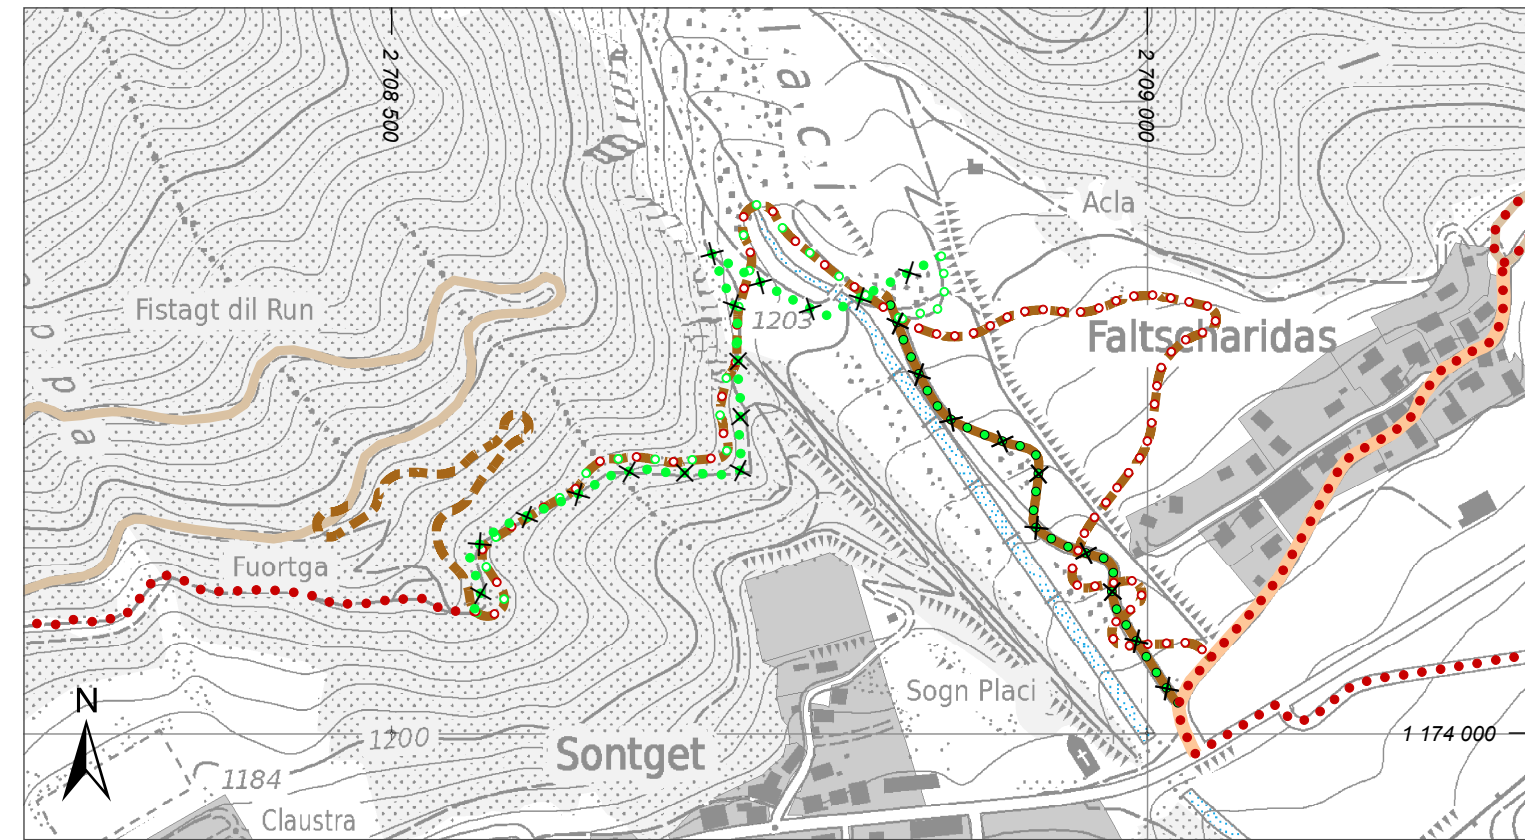 2 708 500
2 709 000
a c l
Acla
Fistagt dil Run
1203
Faltscharidas
p p a
Fuortga
Sogn Placi
N
1 174 000
1200
Sontget
1184
Claustra